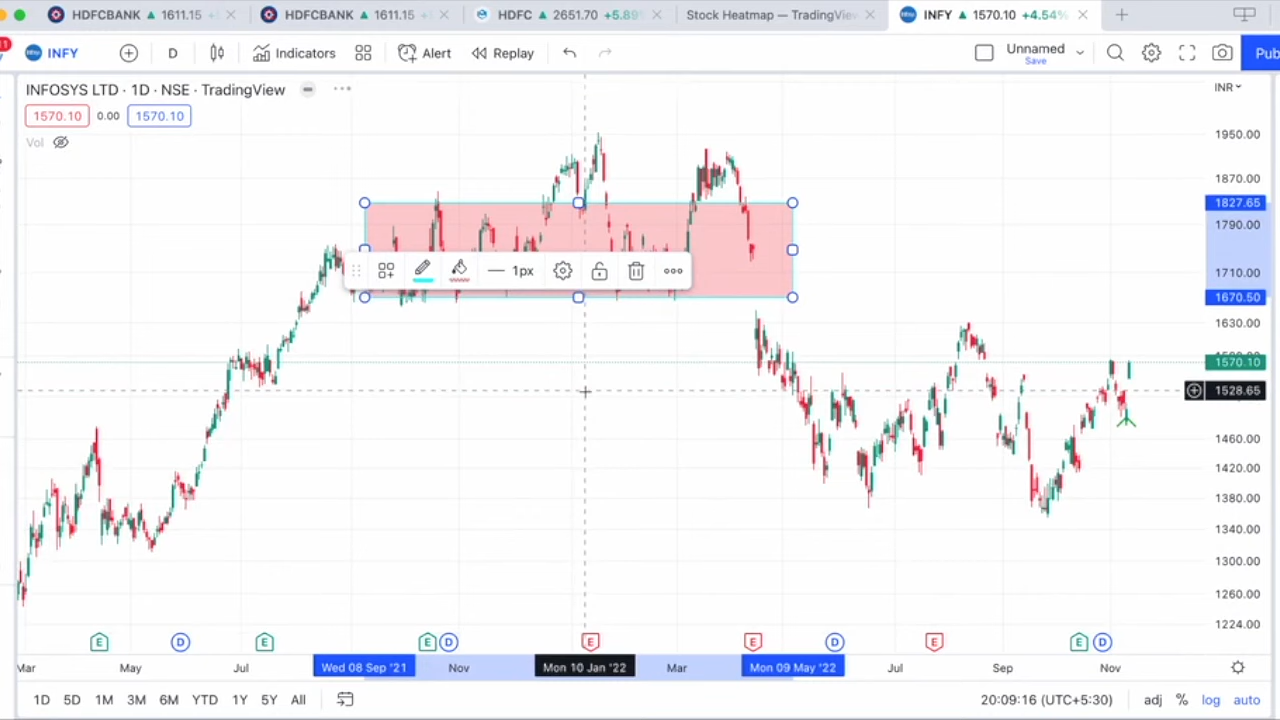 HDFCBANK ▲ 1611.15 HDFCBANK ▲ 1611.15 HDFC ▲ 2651.70 +5.89 Stock Heatmap — TradingView INFY ▲ 1570.10 +4.54%
11
INFY D Indicators Alert Replay Unnamed Pub
Save
INFOSYS LTD · 1D · NSE · TradingView INR
1570.10 0.00 1570.10
Vol
1950.00
1870.00
1827.65
1790.00
1px
1710.00
1670.50
1630.00
1570.10
1528.65
1460.00
1420.00
1380.00
1340.00
1300.00
1260.00
1224.00
E D E E D E E D E E D
Mar May Jul Wed 08 Sep '21 Nov Mon 10 Jan '22 Mar Mon 09 May '22 Jul Sep Nov
1D 5D 1M 3M 6M YTD 1Y 5Y All 20:09:16 (UTC+5:30) adj % log auto